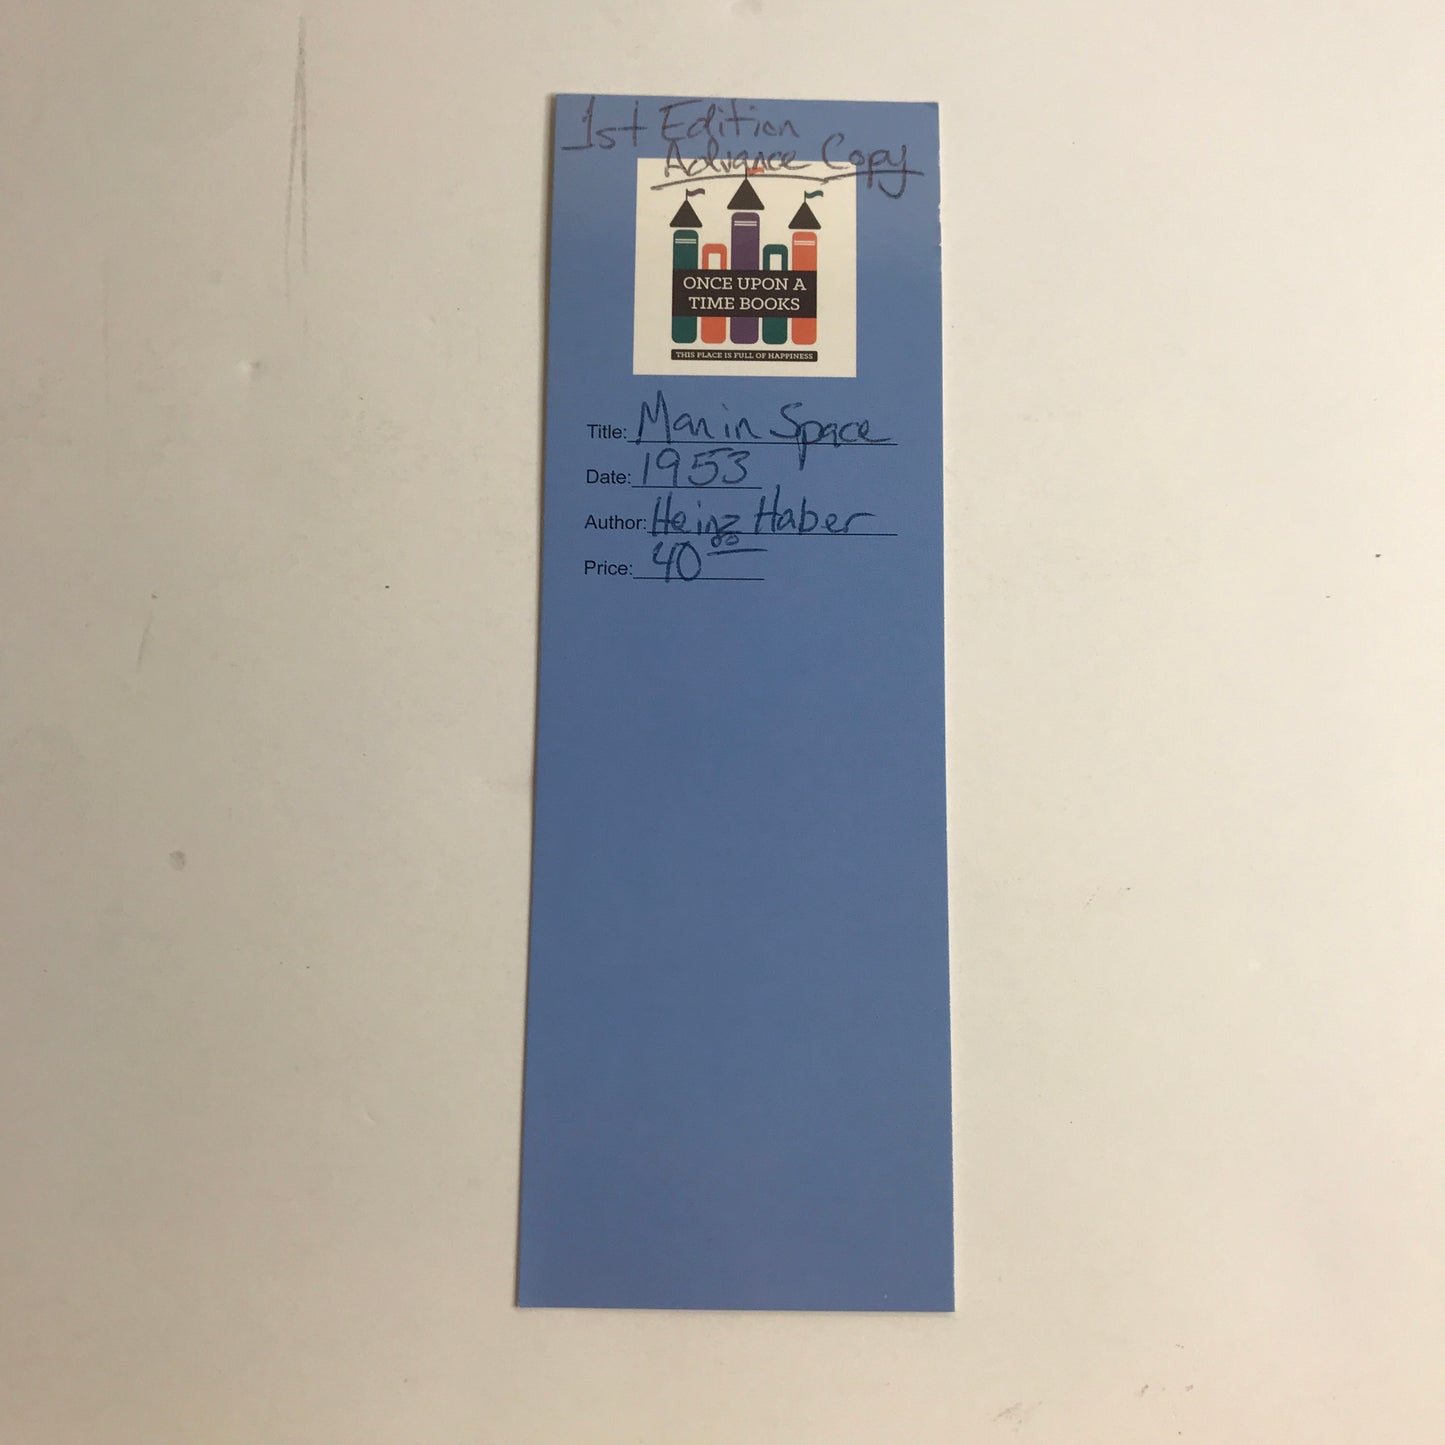 1st Edition
Advance Copy
ONCE UPON A
TIME BOOKS
THIS PLACE IS FULL OF HAPPINESS
Title: Man in Space
Date: 1953
Author: Heinz Haber
Price: 40 00